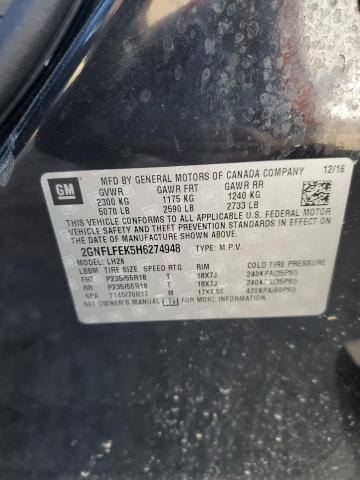 GM
MFD BY GENERAL MOTORS OF CANADA COMPANY
12/16
GVWR GAWR FRT GAWR RR
2300 KG 1175 KG 1240 KG
5070 LB 2590 LB 2733 LB
THIS VEHICLE CONFORMS TO ALL APPLICABLE U.S. FEDERAL MOTOR
VEHICLE SAFETY AND THEFT PREVENTION STANDARDS IN EFFECT ON THE DATE
OF MANUFACTURE SHOWN ABOVE.
2GNFLFEK5H6274948 TYPE: M.P.V.
MODEL: LH26
LBBM TIRE SIZE SPEED RTG RIM COLD TIRE PRESSURE
FRT P235/55R18 T 18X7J 240KPA(35PSI)
RR P235/55R18 T 18X7J 240KPA(35PSI)
SPA T145/70R17 M 17X4.5T 420KPA(60PSI)
SEE OWNER'S MANUAL FOR ADDITIONAL INFORMATION.